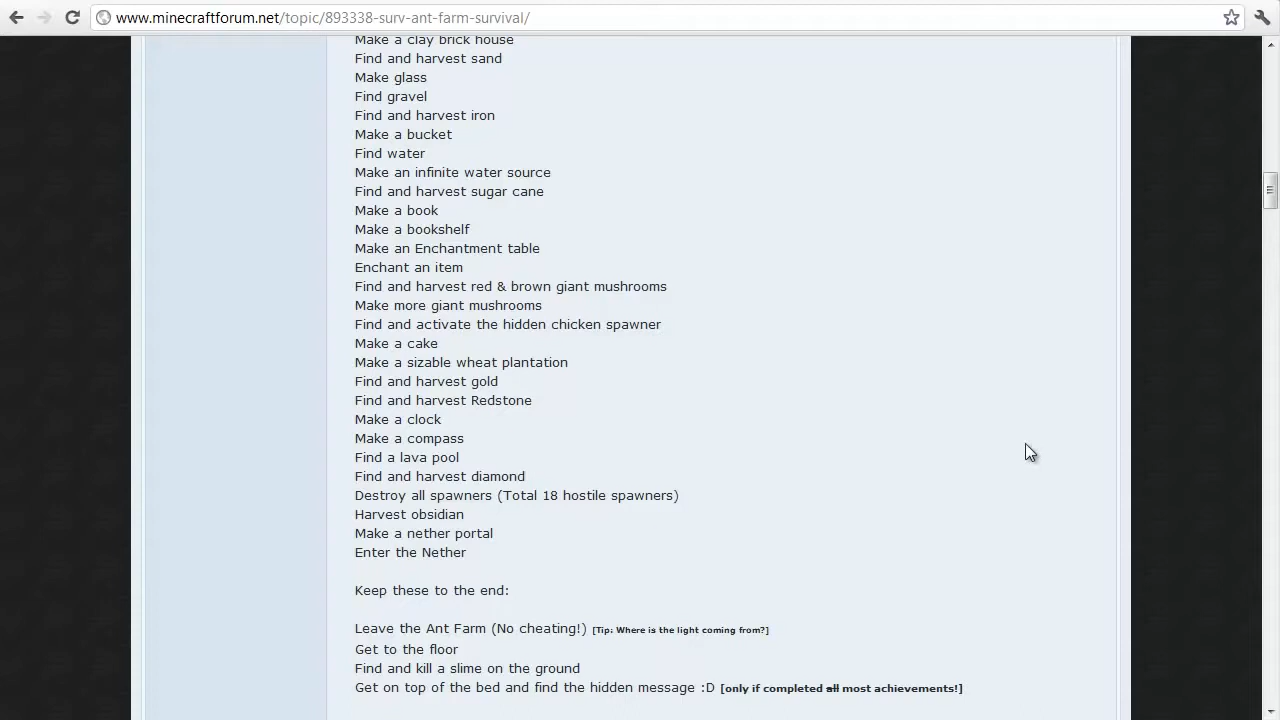 www.minecraftforum.net/topic/893338-surv-ant-farm-survival/
Make a clay brick house
Find and harvest sand
Make glass
Find gravel
Find and harvest iron
Make a bucket
Find water
Make an infinite water source
Find and harvest sugar cane
Make a book
Make a bookshelf
Make an Enchantment table
Enchant an item
Find and harvest red & brown giant mushrooms
Make more giant mushrooms
Find and activate the hidden chicken spawner
Make a cake
Make a sizable wheat plantation
Find and harvest gold
Find and harvest Redstone
Make a clock
Make a compass
Find a lava pool
Find and harvest diamond
Destroy all spawners (Total 18 hostile spawners)
Harvest obsidian
Make a nether portal
Enter the Nether
Keep these to the end:
Leave the Ant Farm (No cheating!) [Tip: Where is the light coming from?]
Get to the floor
Find and kill a slime on the ground
Get on top of the bed and find the hidden message :D [only if completed all most achievements!]